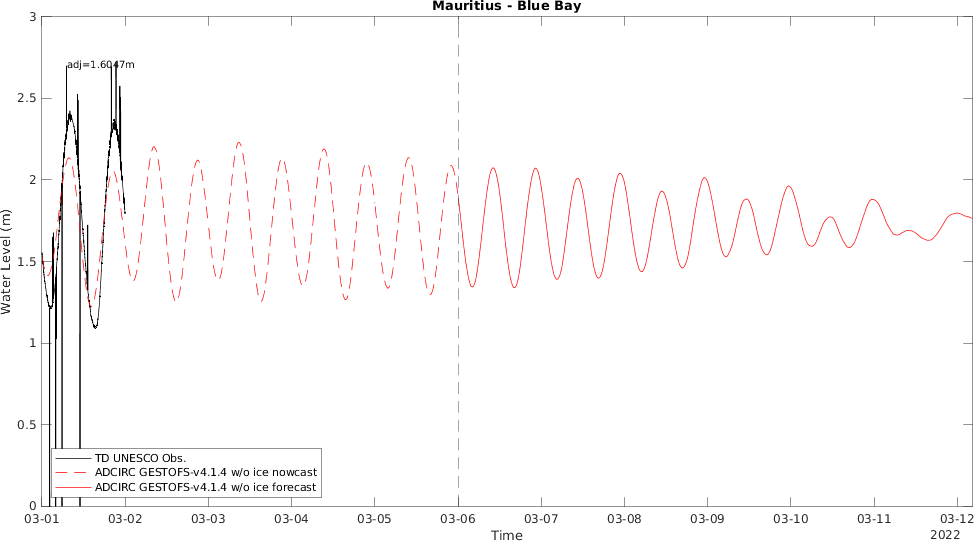 Mauritius - Blue Bay
3
2.5
2
1.5
1
0.5
0
Water Level (m)
adj=1.6047m
TD UNESCO Obs.
ADCIRC GESTOFS-v4.1.4 w/o ice nowcast
ADCIRC GESTOFS-v4.1.4 w/o ice forecast
03-01 03-02 03-03 03-04 03-05 03-06 03-07 03-08 03-09 03-10 03-11 03-12
Time
2022